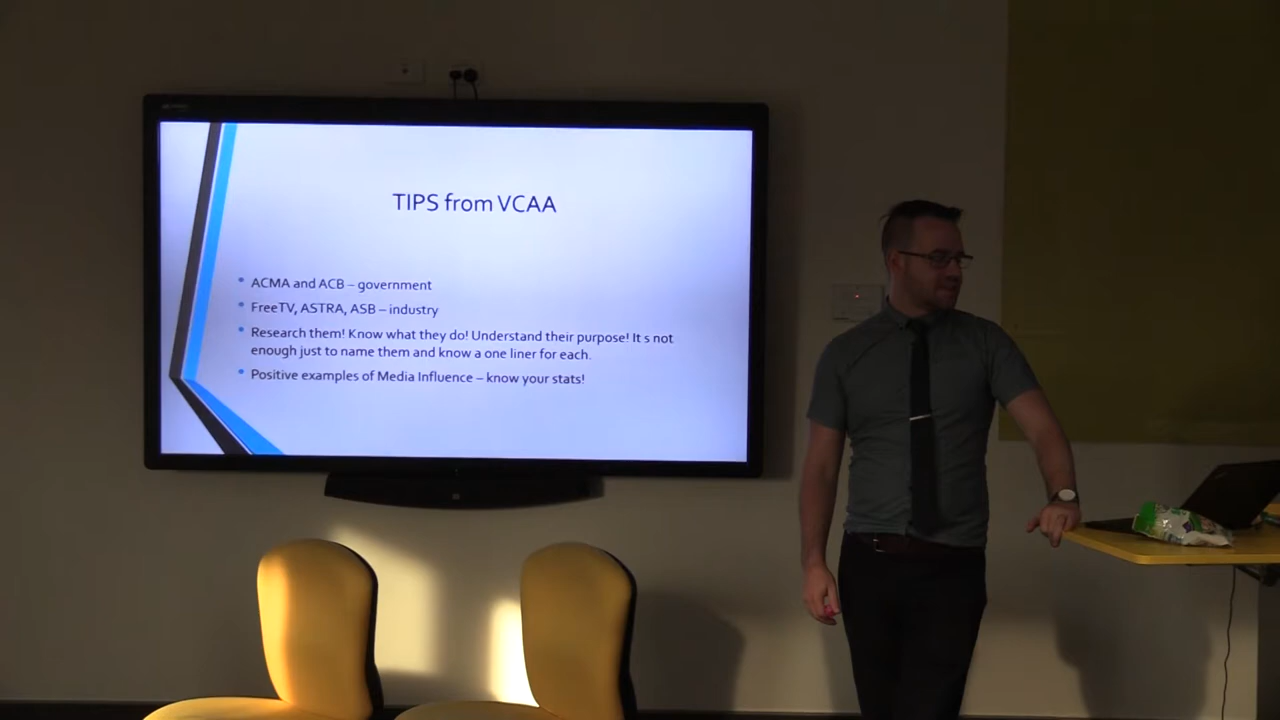 TIPS from VCAA
• ACMA and ACB – government
• FreeTV, ASTRA, ASB – industry
• Research them! Know what they do! Understand their purpose! It s not
enough just to name them and know a one liner for each.
• Positive examples of Media Influence – know your stats!